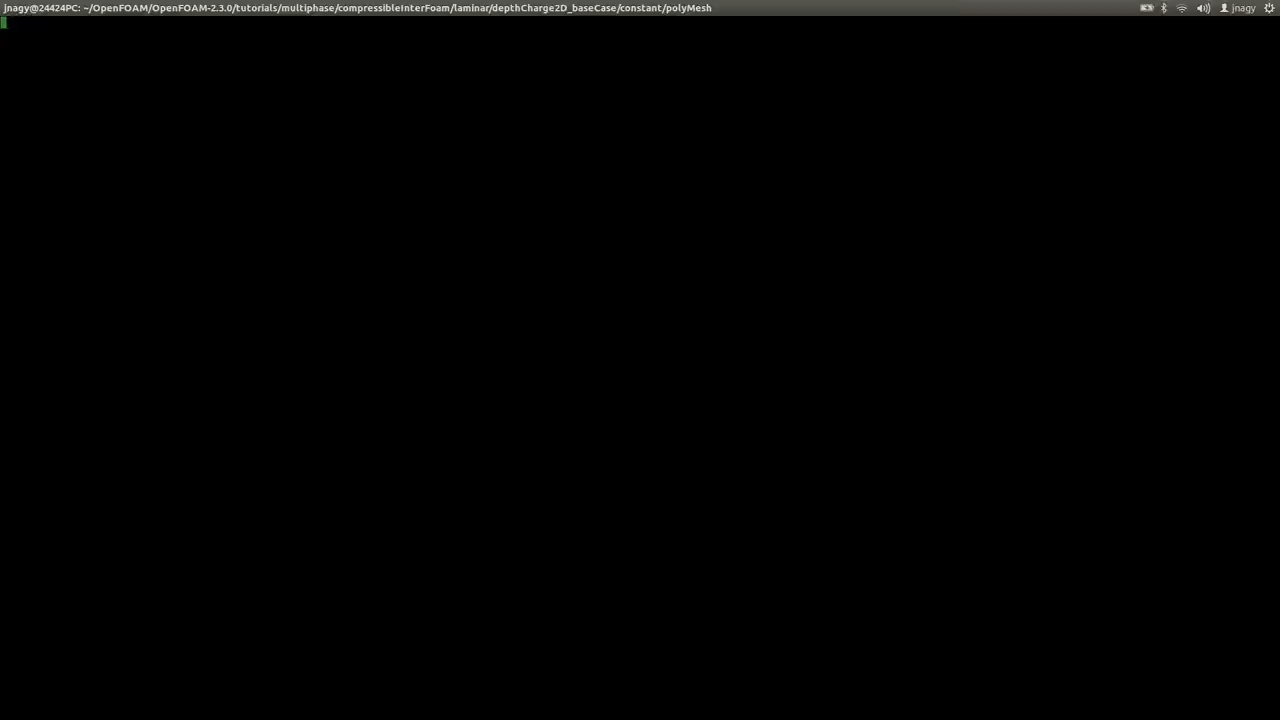 jnagy@24424PC: ~/OpenFOAM/OpenFOAM-2.3.0/tutorials/multiphase/compressibleInterFoam/laminar/depthCharge2D_baseCase/constant/polyMesh jnagy